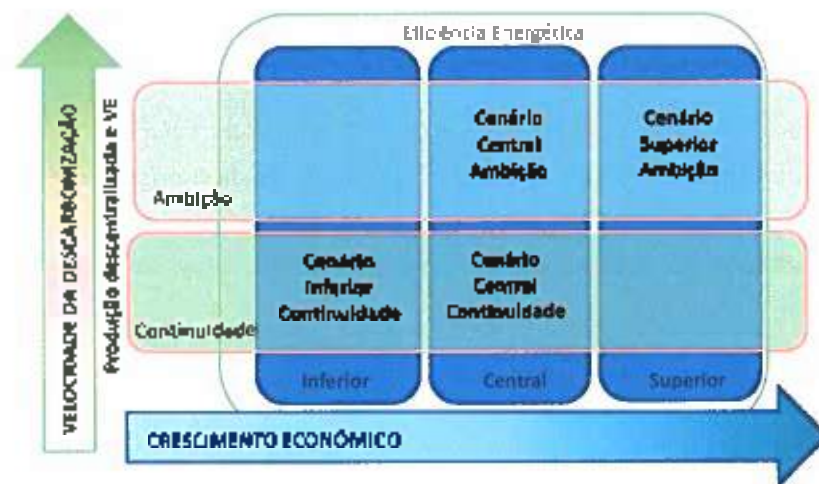 Eficiência Energética
VELOCIDADE DA DESCARBONIZAÇÃO
Produção descentralizada e VE
Ambição
Cenário
Central
Ambição
Cenário
Superior
Ambição
Continuidade
Cenário
Inferior
Continuidade
Cenário
Central
Continuidade
Inferior
Central
Superior
CRESCIMENTO ECONÓMICO